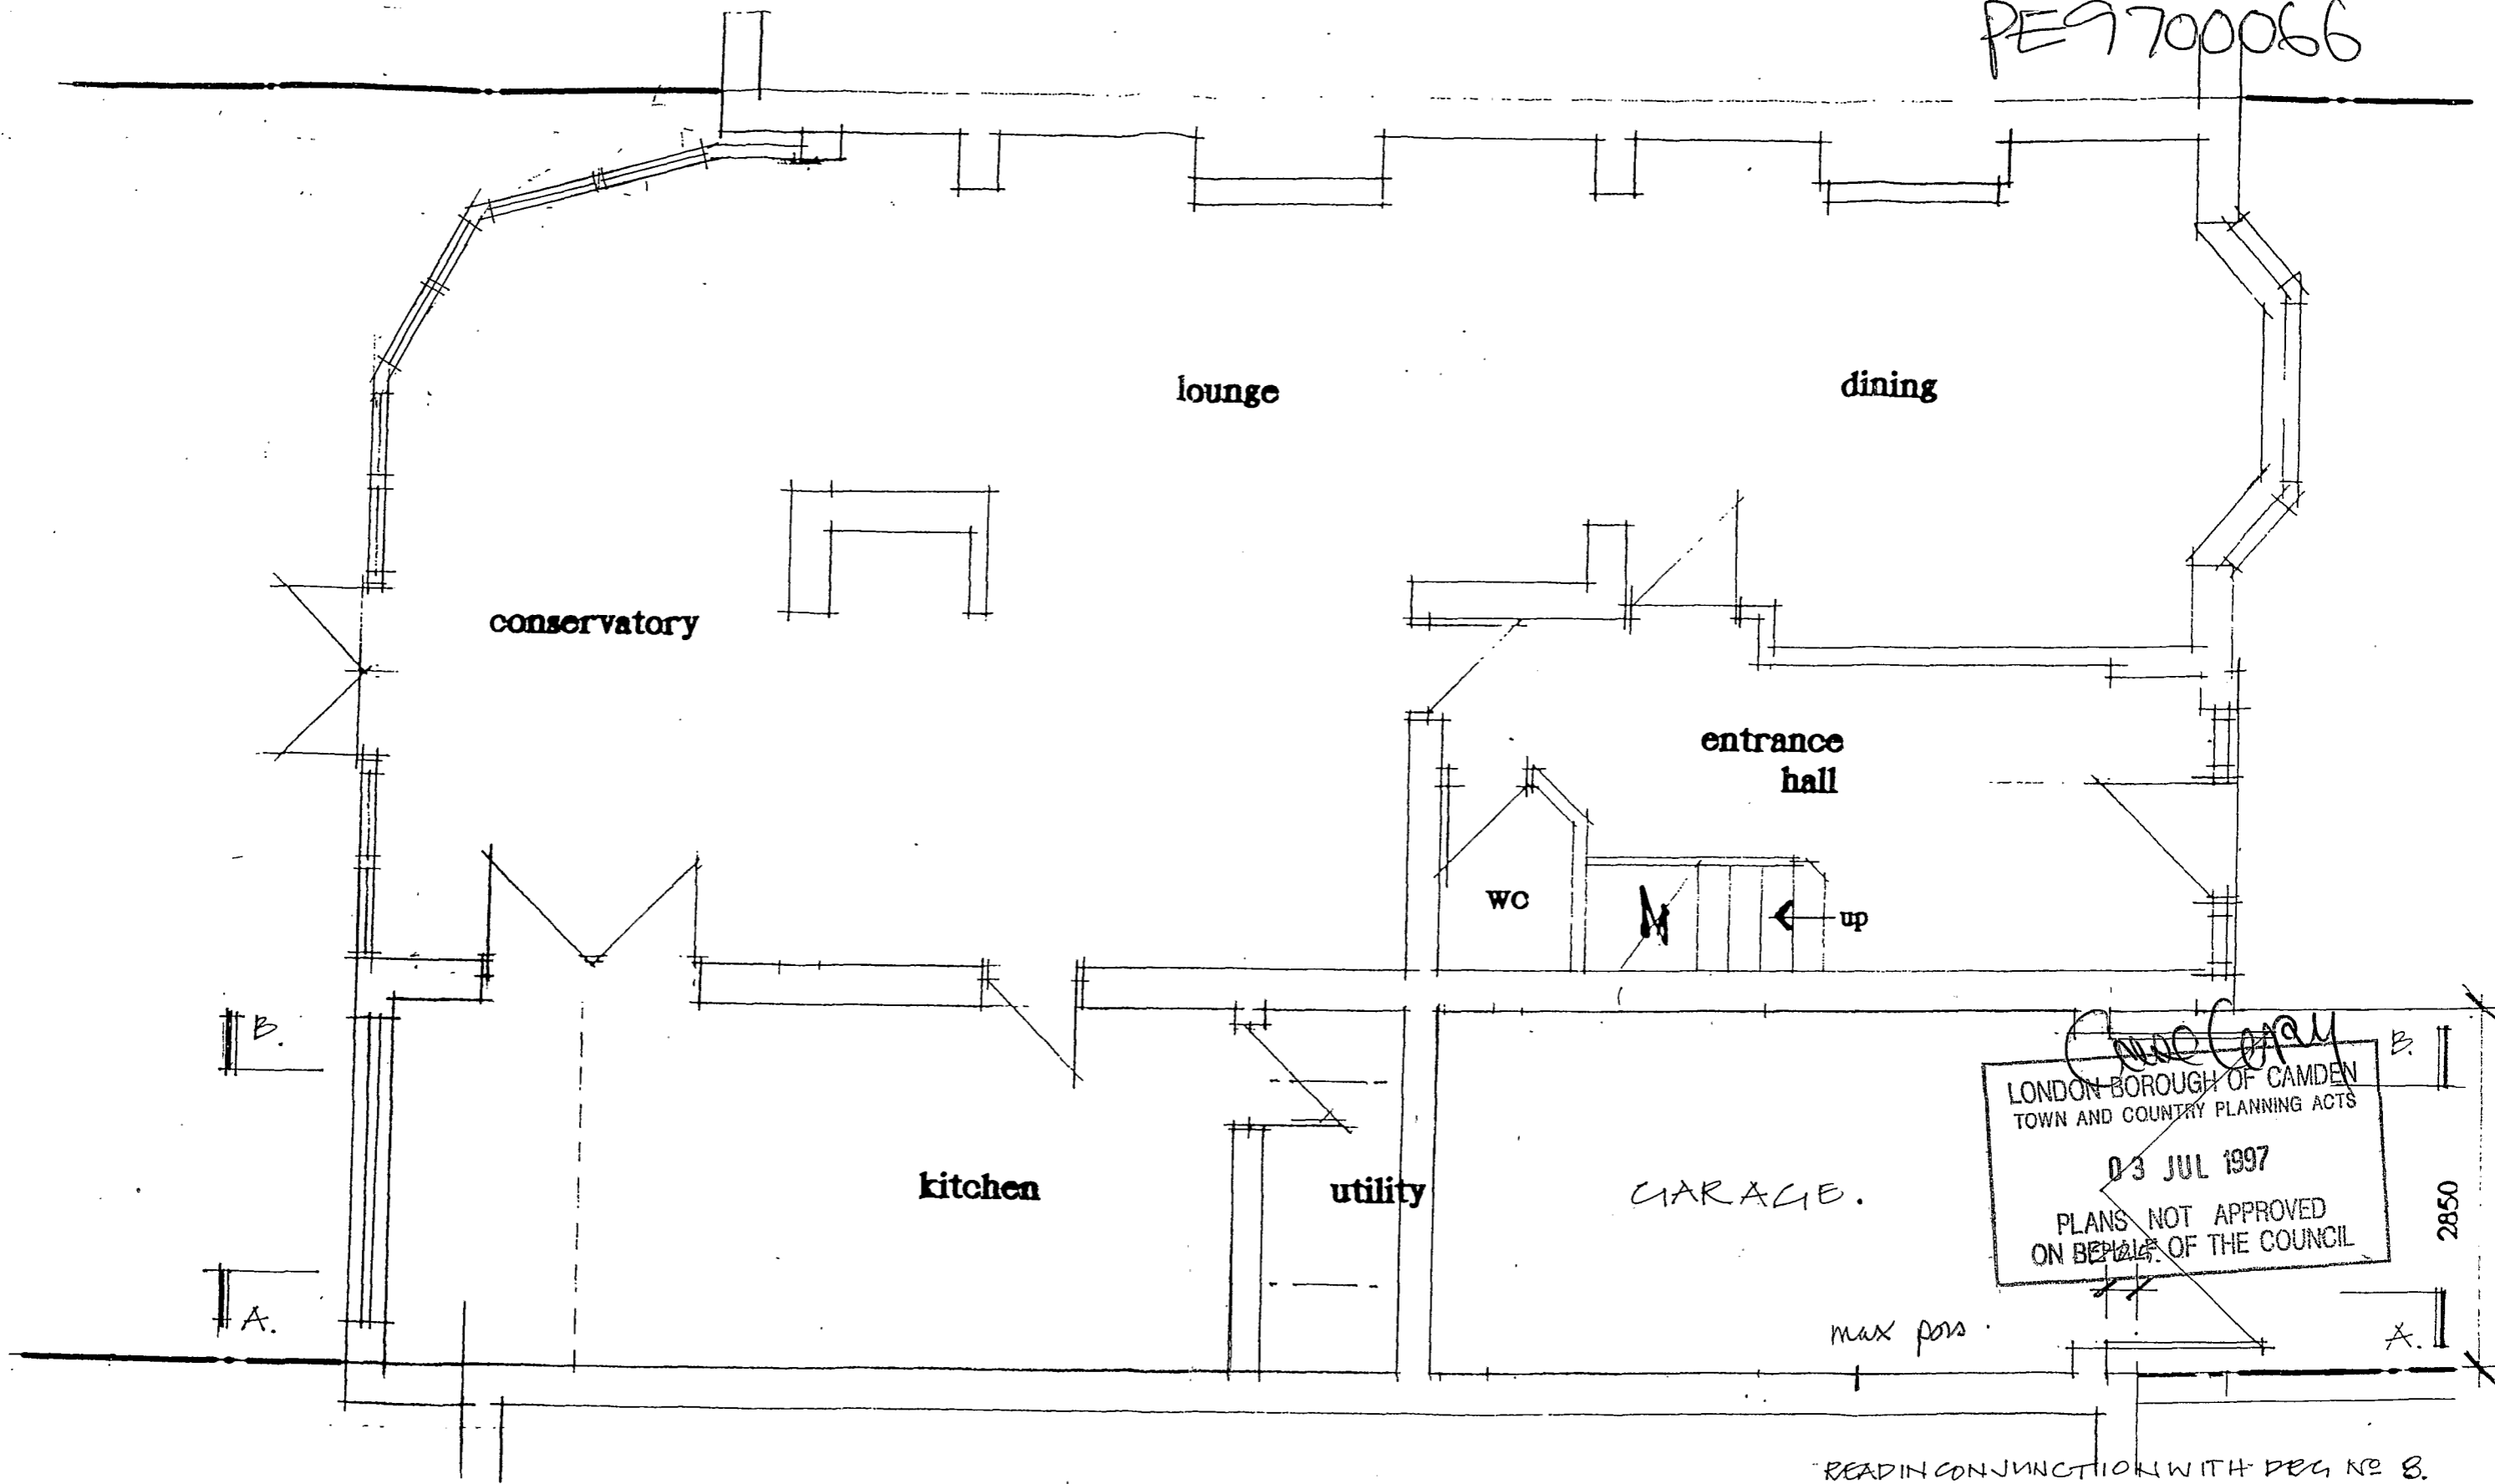 PE9700066
lounge
dining
conservatory
entrance
hall
wc
up
B.
B.
LONDON BOROUGH OF CAMDEN
TOWN AND COUNTRY PLANNING ACTS
03 JUL 1997
PLANS NOT APPROVED
ON BEHALF OF THE COUNCIL
kitchen
utility
GARAGE.
2850
A.
max poss.
A.
READ IN CONJUNCTION WITH DRG No 8.